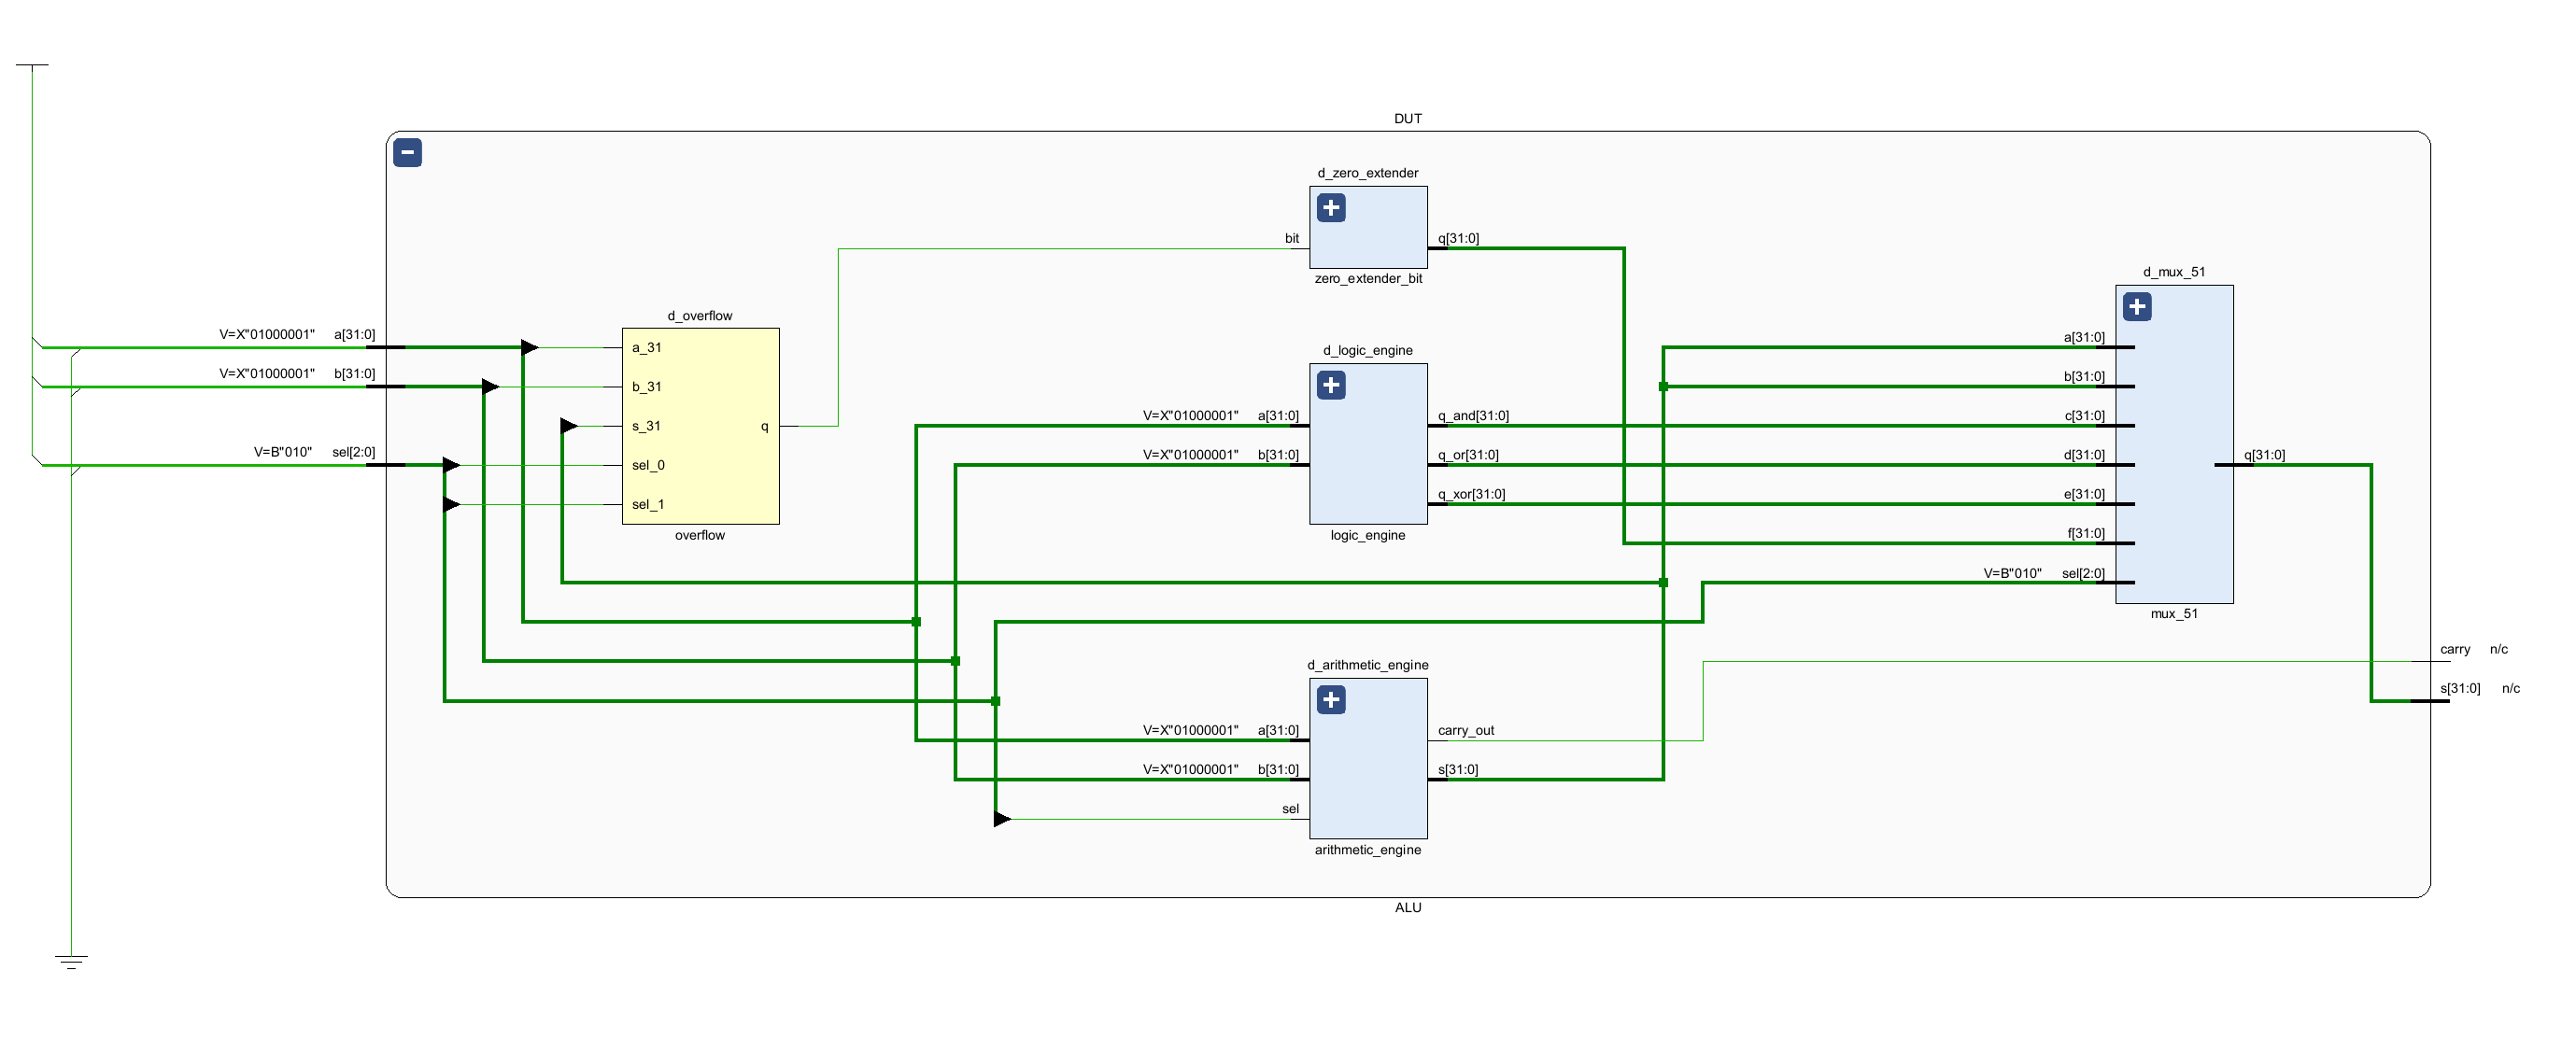 DUT
d_zero_extender
bit q[31:0]
zero_extender_bit
d_mux_51
d_overflow
V=X"01000001" a[31:0]
a_31
a[31:0]
d_logic_engine
V=X"01000001" b[31:0]
b_31
b[31:0]
s_31
q
V=X"01000001" a[31:0]
q_and[31:0]
c[31:0]
V=B"010" sel[2:0]
sel_0
V=X"01000001" b[31:0]
q_or[31:0]
d[31:0]
q[31:0]
sel_1
q_xor[31:0]
e[31:0]
overflow
logic_engine
f[31:0]
V=B"010" sel[2:0]
mux_51
carry n/c
d_arithmetic_engine
s[31:0] n/c
V=X"01000001" a[31:0]
carry_out
V=X"01000001" b[31:0]
s[31:0]
sel
arithmetic_engine
ALU